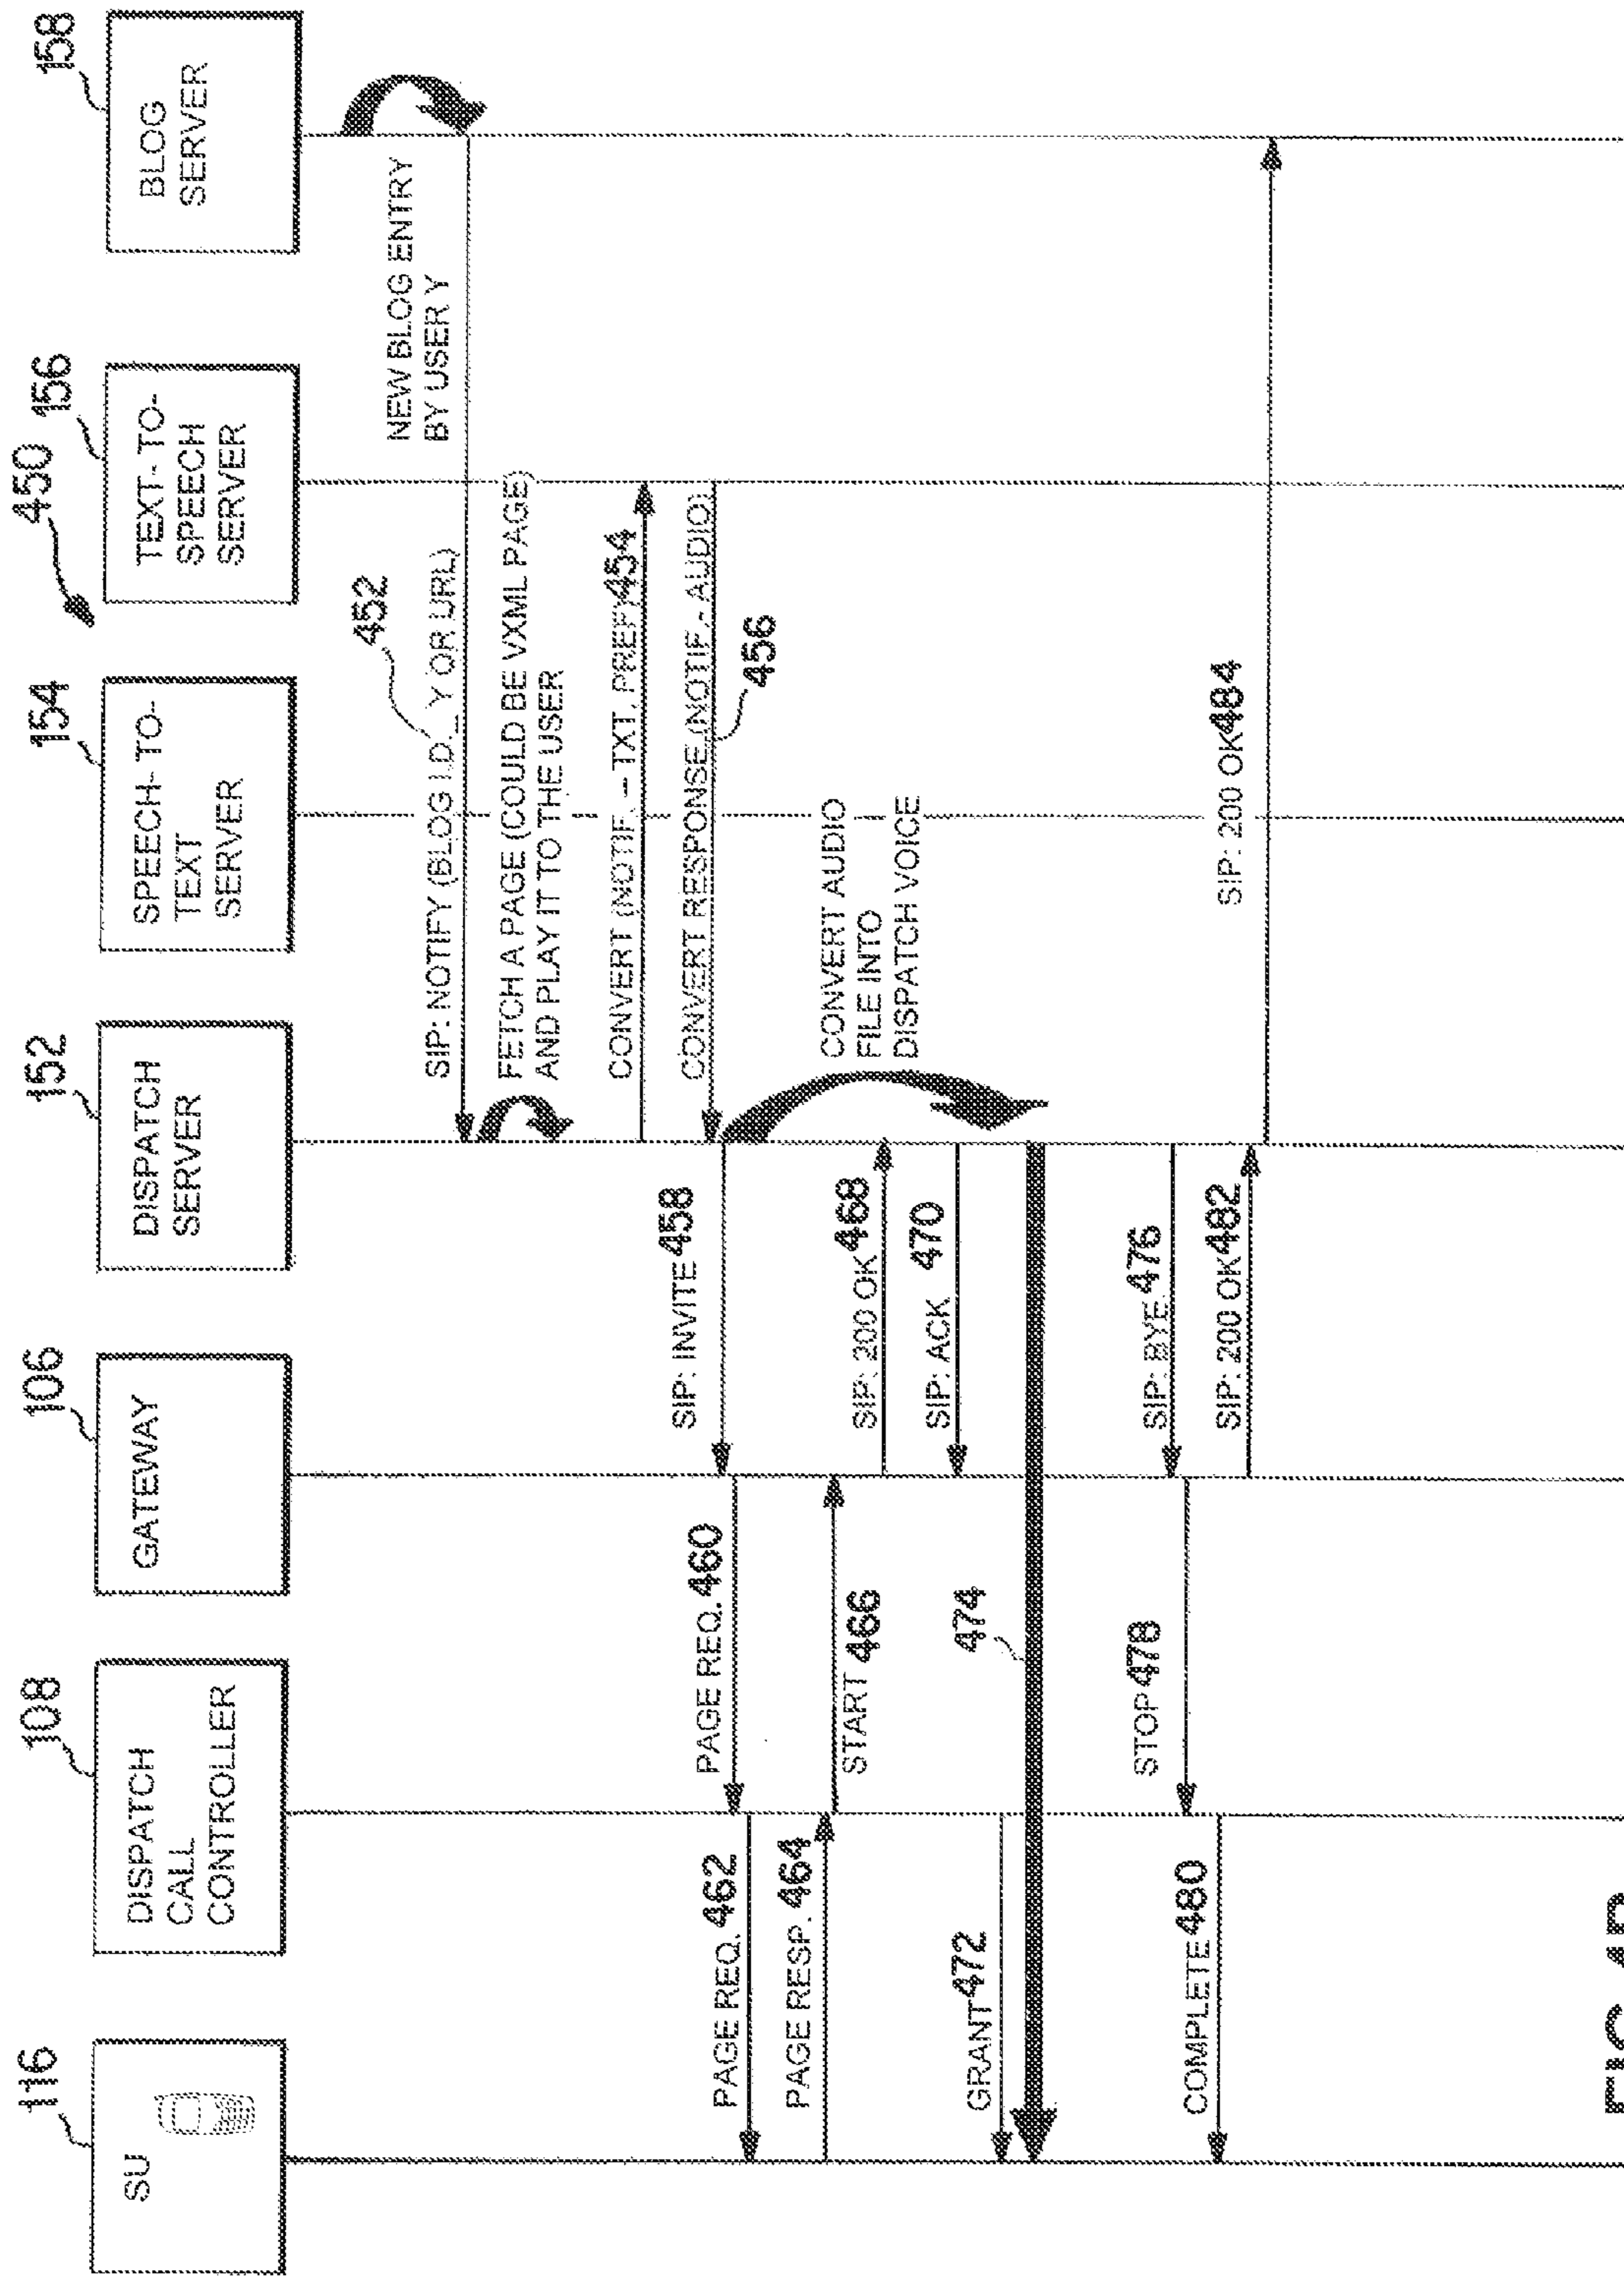 450
116
SU
108
DISPATCH
CALL
CONTROLLER
106
GATEWAY
152
DISPATCH
SERVER
154
SPEECH-TO-
TEXT
SERVER
156
TEXT-TO-
SPEECH
SERVER
158
BLOG
SERVER
NEW BLOG ENTRY
BY USER Y
452
SIP: NOTIFY (BLOG I.D._Y OR URL)
FETCH A PAGE (COULD BE VXML PAGE)
AND PLAY IT TO THE USER
CONVERT (NOTIF. - TXT, PREF) 454
CONVERT RESPONSE (NOTIF. - AUDIO)
456
SIP: INVITE 458
PAGE REQ. 460
PAGE REQ. 462
PAGE RESP. 464
START 466
SIP: 200 OK 468
CONVERT AUDIO
FILE INTO
DISPATCH VOICE
SIP: ACK 470
GRANT 472
474
SIP: BYE 476
STOP 478
COMPLETE 480
SIP: 200 OK 482
SIP: 200 OK 484